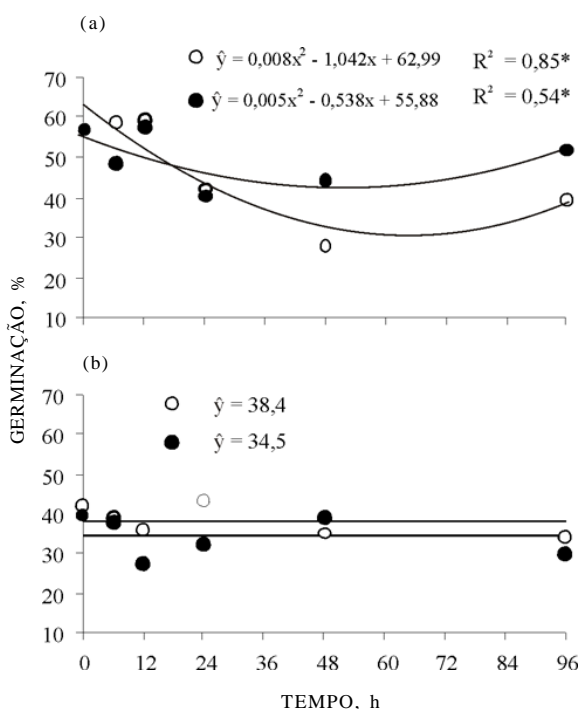 (a)
ŷ = 0,008x² - 1,042x + 62,99 R² = 0,85*
ŷ = 0,005x² - 0,538x + 55,88 R² = 0,54*
70
60
50
40
30
20
10
GERMINAÇÃO, %
(b)
ŷ = 38,4
ŷ = 34,5
70
60
50
40
30
20
10
0 12 24 36 48 60 72 84 96
TEMPO, h